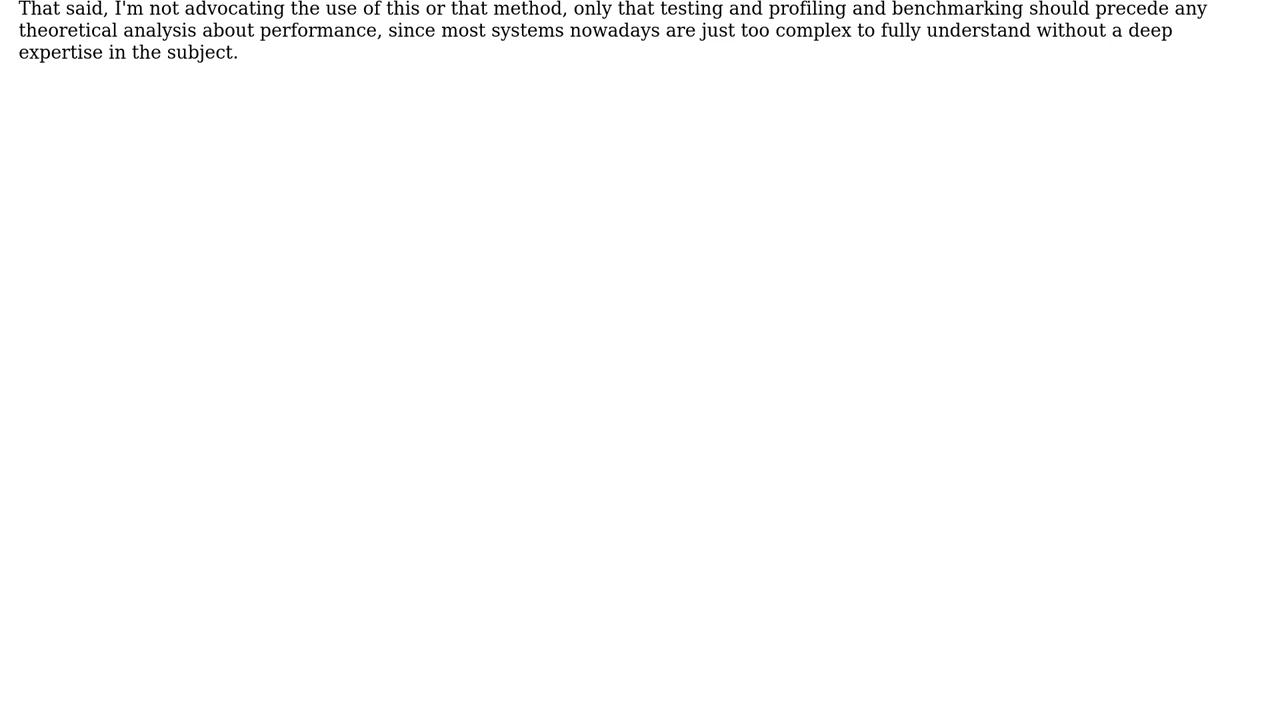 That said, I'm not advocating the use of this or that method, only that testing and profiling and benchmarking should precede any
theoretical analysis about performance, since most systems nowadays are just too complex to fully understand without a deep
expertise in the subject.